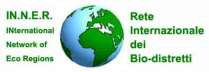 IN.N.E.R.
INternational
Network of
Eco Regions
Rete
Internazionale
dei
Bio-distretti